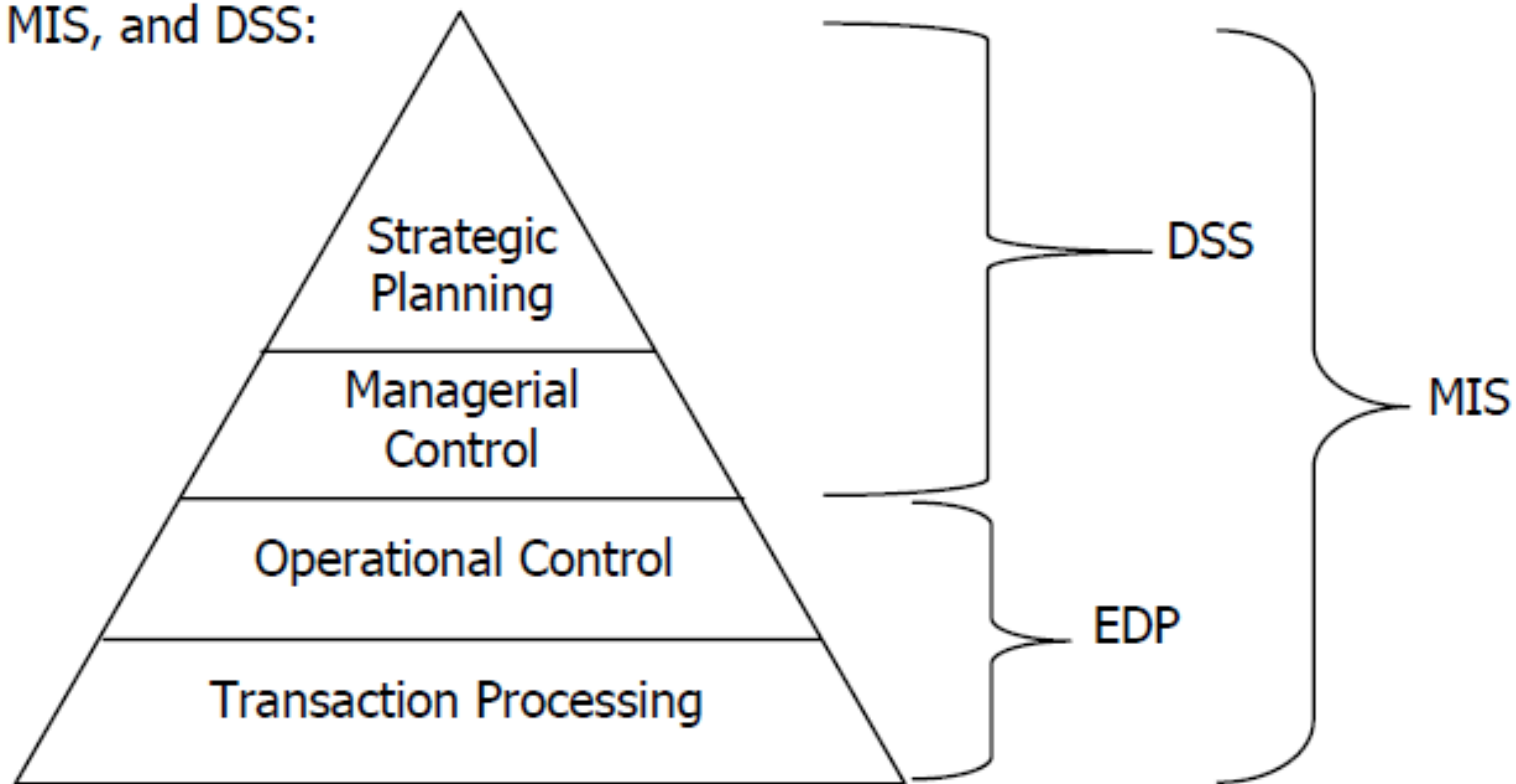 MIS, and DSS:
Strategic
Planning
DSS
Managerial
Control
MIS
Operational Control
EDP
Transaction Processing